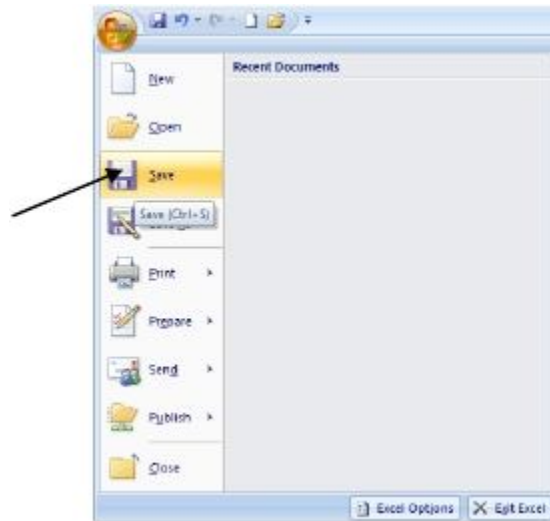 Recent Documents
New
Open
Save
Save (Ctrl+S)
Print
Prepare
Send
Publish
Close
Excel Options
Exit Excel